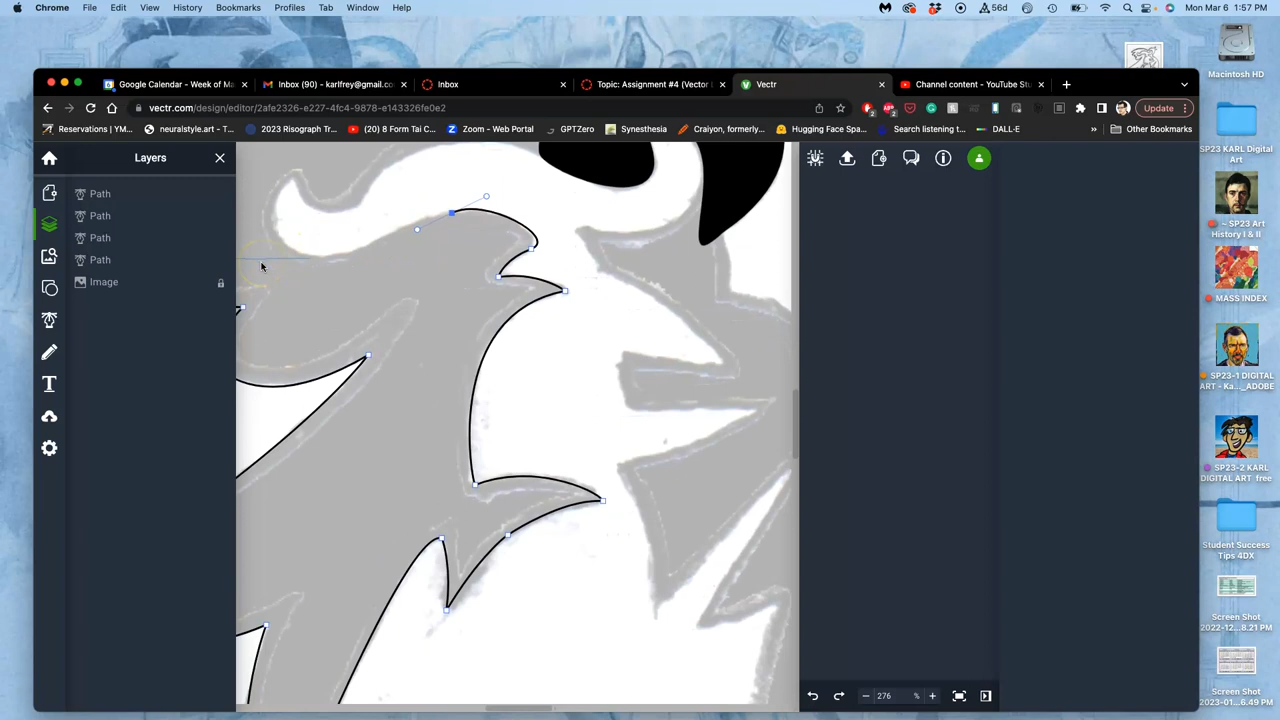 Chrome File Edit View History Bookmarks Profiles Tab Window Help
56d
Mon Mar 6 1:57 PM
Google Calendar - Week of Ma
Inbox (90) - karlfrey@gmail.co
Inbox
Topic: Assignment #4 (Vector
Vectr
Channel content - YouTube Stu
vectr.com/design/editor/2afe2326-e227-4fc4-9878-e143326fe0e2
Update
Reservations | YM...
neuralstyle.art - T...
2023 Risograph Tr...
(20) 8 Form Tai C...
Zoom - Web Portal
GPTZero
Synesthesia
Craiyon, formerly...
Hugging Face Spa...
Search listening t...
DALL·E
Other Bookmarks
Layers
Path
Path
Path
Path
Image
276 %
Macintosh HD
SP23 KARL Digital
Art
~ SP23 Art
History I & II
MASS INDEX
SP23-1 DIGITAL
ART - Ka..._ADOBE
SP23-2 KARL
DIGITAL ART free
Student Success
Tips 4DX
Screen Shot
2022-12...8.21 PM
Screen Shot
2023-01...6.49 PM